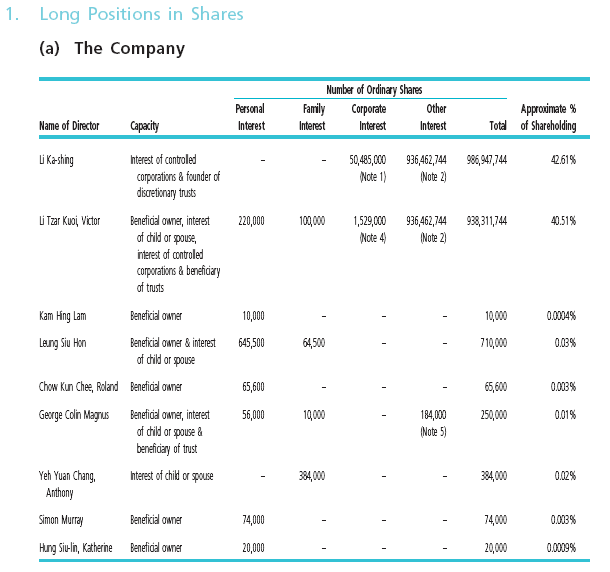 1. Long Positions in Shares
(a) The Company
Number of Ordinary Shares
Personal Family Corporate Other Approximate %
Name of Director Capacity Interest Interest Interest Interest Total of Shareholding
Li Ka-shing Interest of controlled – – 50,485,000 936,462,744 986,947,744 42.61%
corporations & founder of (Note 1) (Note 2)
discretionary trusts
Li Tzar Kuoi, Victor Beneficial owner, interest 220,000 100,000 1,529,000 936,462,744 938,311,744 40.51%
of child or spouse, (Note 4) (Note 2)
interest of controlled
corporations & beneficiary
of trusts
Kam Hing Lam Beneficial owner 10,000 – – – 10,000 0.0004%
Leung Siu Hon Beneficial owner & interest 645,500 64,500 – – 710,000 0.03%
of child or spouse
Chow Kun Chee, Roland Beneficial owner 65,600 – – – 65,600 0.003%
George Colin Magnus Beneficial owner, interest 56,000 10,000 – 184,000 250,000 0.01%
of child or spouse & (Note 5)
beneficiary of trust
Yeh Yuan Chang, Interest of child or spouse – 384,000 – – 384,000 0.02%
Anthony
Simon Murray Beneficial owner 74,000 – – – 74,000 0.003%
Hung Siu-lin, Katherine Beneficial owner 20,000 – – – 20,000 0.0009%